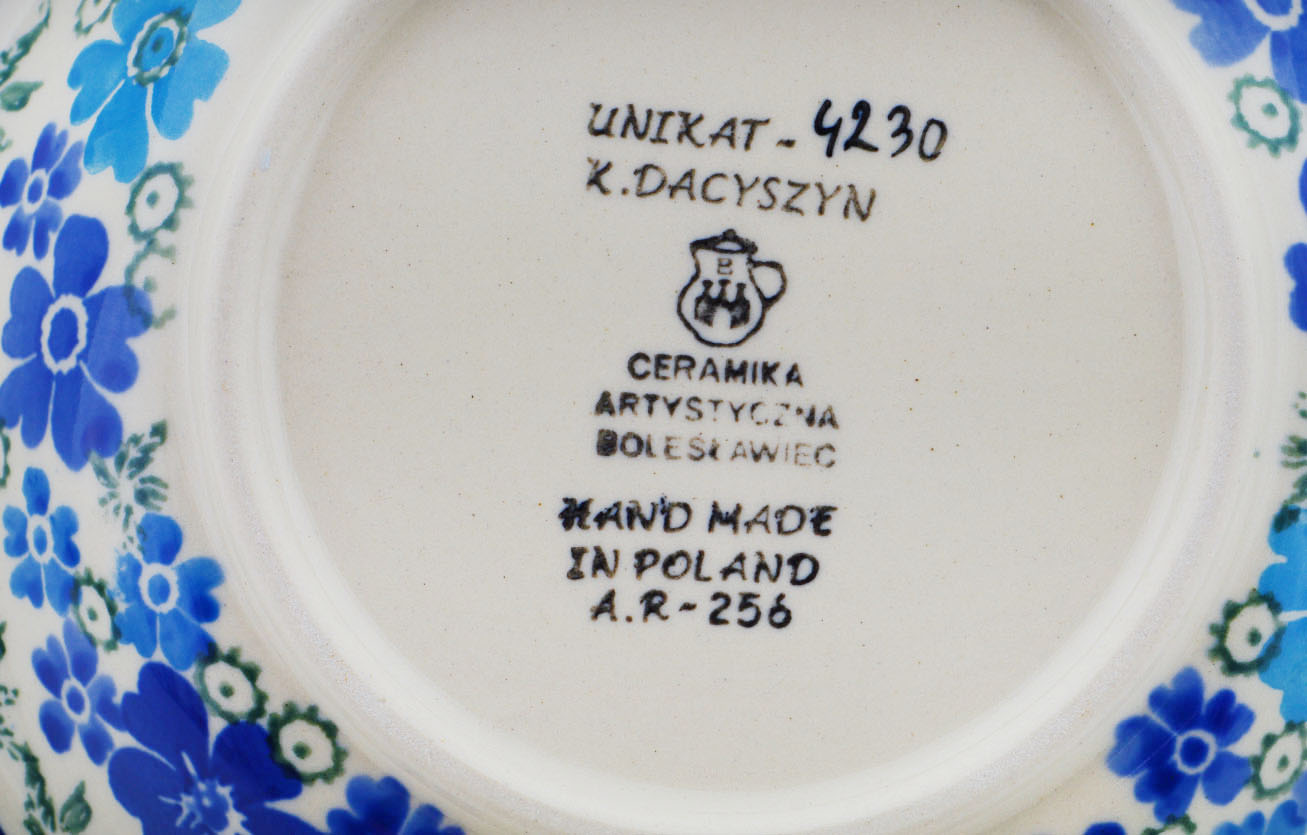 UNIKAT - 4230
K. DACYSZYN
B
CERAMIKA
ARTYSTYCZNA
BOLESŁAWIEC
HAND MADE
IN POLAND
A.R - 256